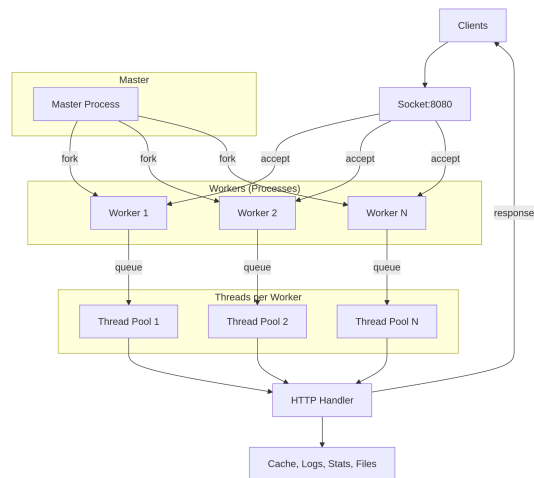 Clients
Master
Master Process
Socket:8080
fork
fork
fork
accept
accept
accept
Workers (Processes)
Worker 1
Worker 2
Worker N
response
queue
queue
queue
Threads per Worker
Thread Pool 1
Thread Pool 2
Thread Pool N
HTTP Handler
Cache, Logs, Stats, Files